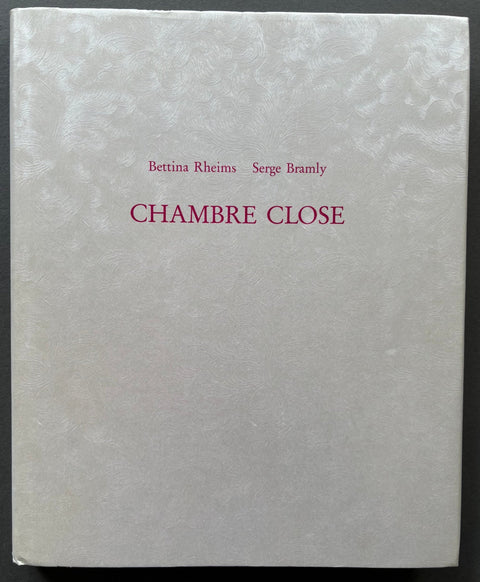 Bettina Rheims Serge Bramly
CHAMBRE CLOSE